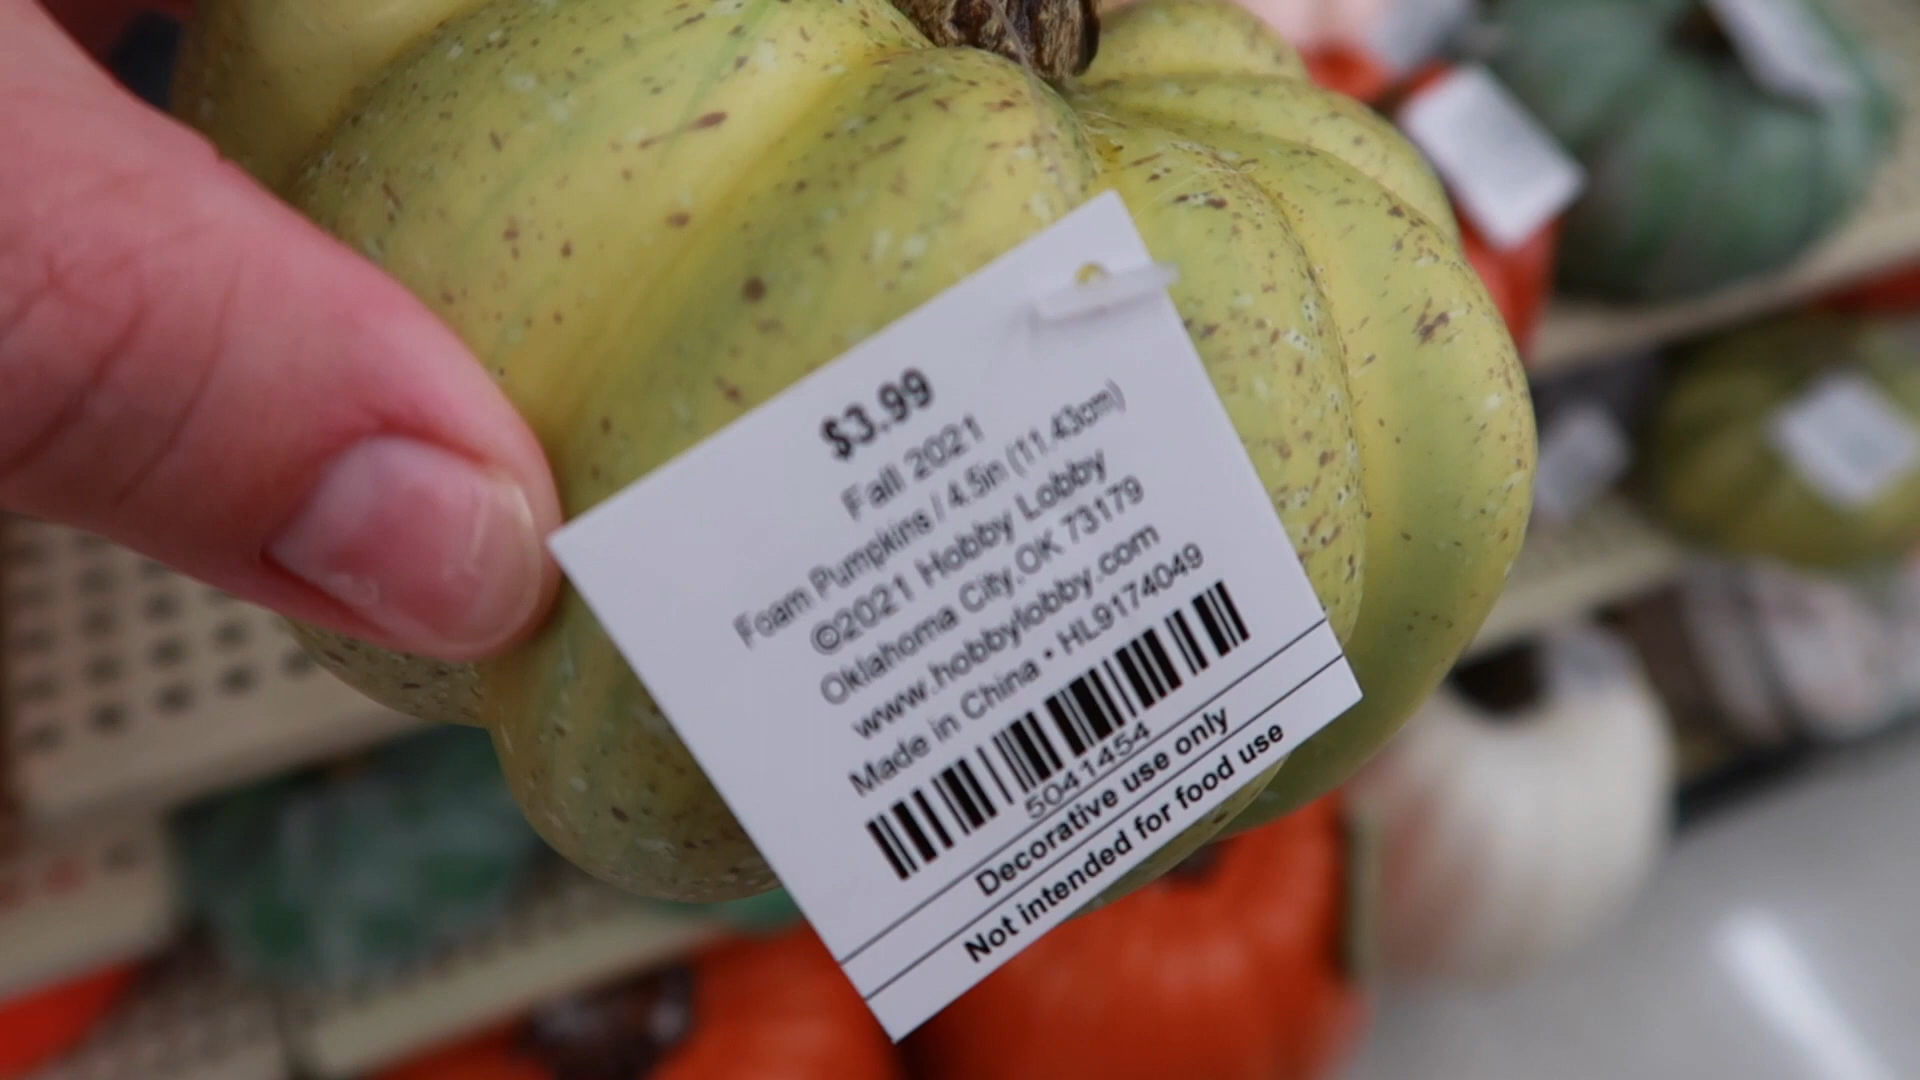 $3.99
Fall 2021
Foam Pumpkins / 4.5in (11.43cm)
©2021 Hobby Lobby
Oklahoma City, OK 73179
www.hobbylobby.com
Made in China • HL9174049
5041454
Decorative use only
Not intended for food use